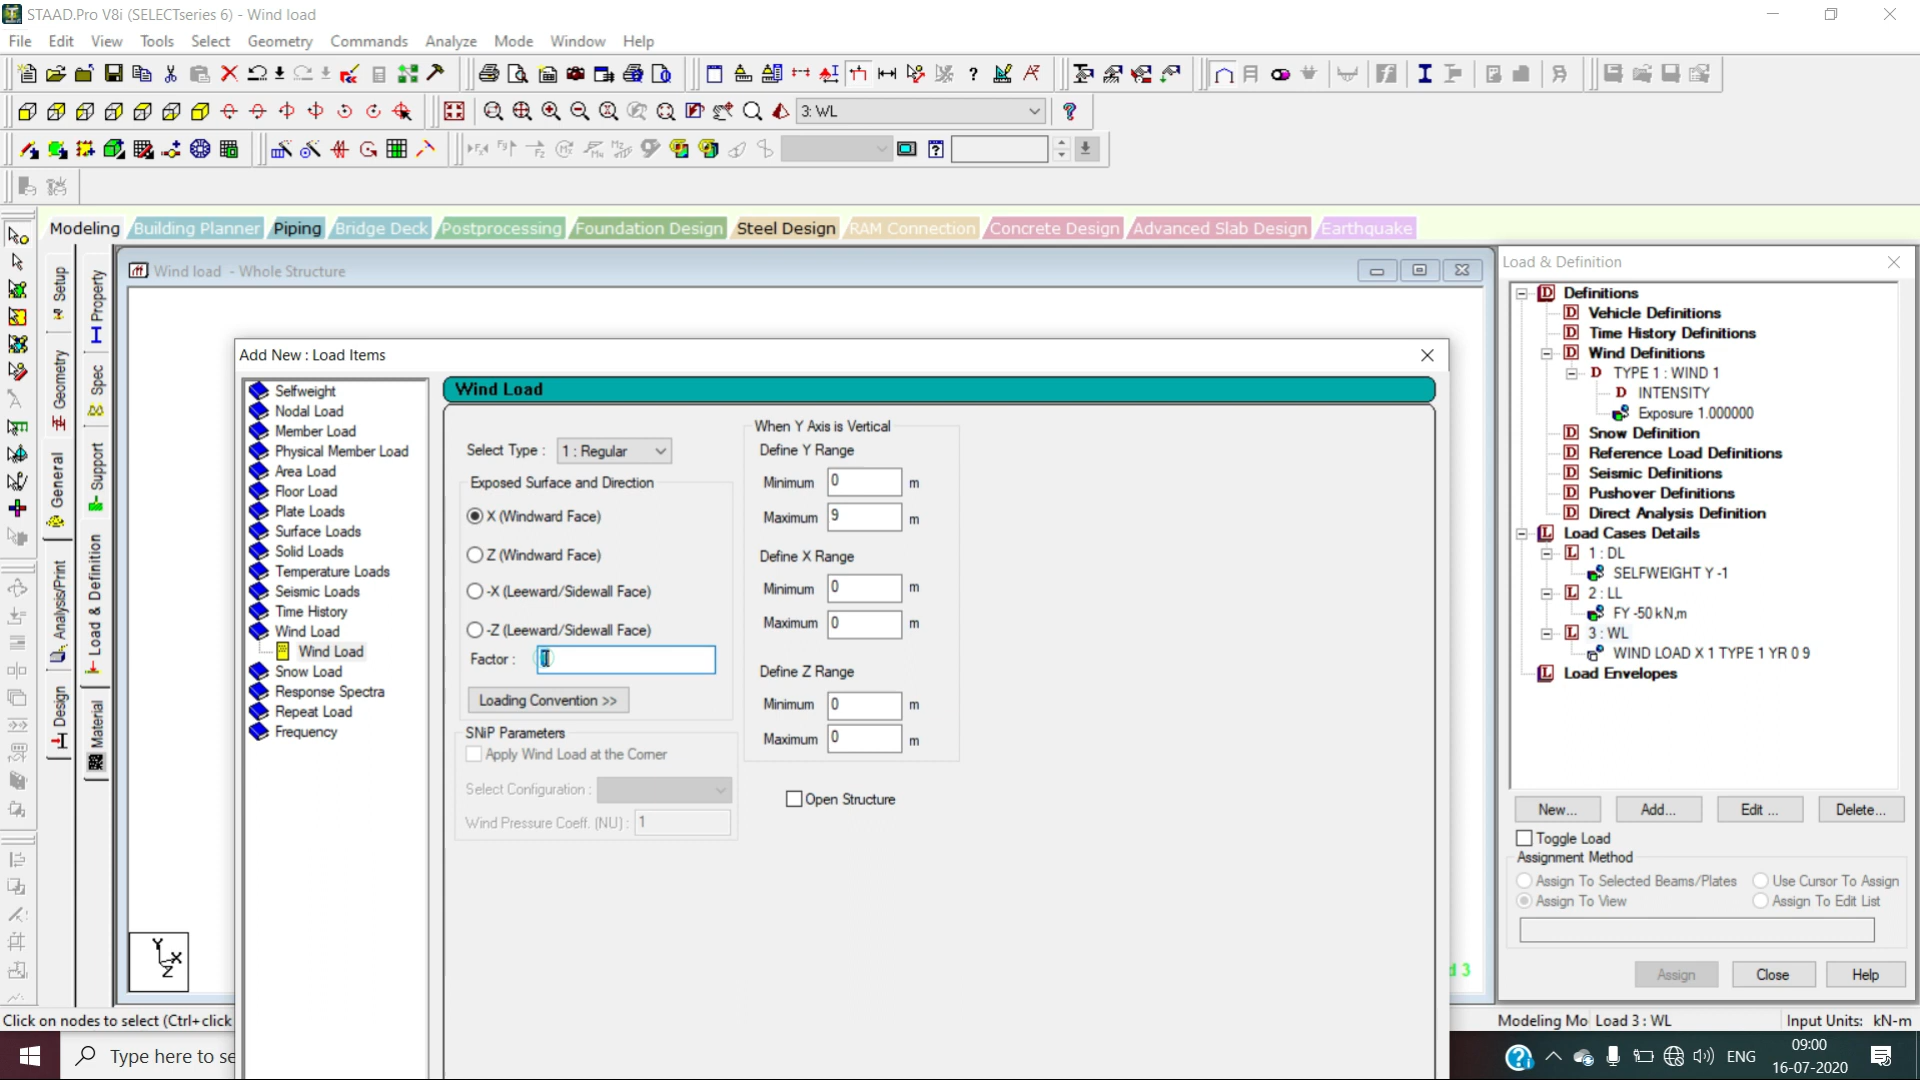 STAAD.Pro V8i (SELECTseries 6) - Wind load
File Edit View Tools Select Geometry Commands Analyze Mode Window Help
3: WL
Modeling Building Planner Piping Bridge Deck Postprocessing Foundation Design Steel Design RAM Connection Concrete Design Advanced Slab Design Earthquake
Setup
Geometry
General
Analysis/Print
Design
Property
Spec
Support
Load & Definition
Material
Wind load - Whole Structure
Add New : Load Items
Selfweight
Nodal Load
Member Load
Physical Member Load
Area Load
Floor Load
Plate Loads
Surface Loads
Solid Loads
Temperature Loads
Seismic Loads
Time History
Wind Load
Wind Load
Snow Load
Response Spectra
Repeat Load
Frequency
Wind Load
Select Type : 1 : Regular
Exposed Surface and Direction
X (Windward Face)
Z (Windward Face)
-X (Leeward/Sidewall Face)
-Z (Leeward/Sidewall Face)
Factor :
Loading Convention >>
SNiP Parameters
Apply Wind Load at the Corner
Select Configuration :
Wind Pressure Coeff. (NU) : 1
When Y Axis is Vertical
Define Y Range
Minimum 0 m
Maximum 9 m
Define X Range
Minimum 0 m
Maximum 0 m
Define Z Range
Minimum 0 m
Maximum 0 m
Open Structure
Y
X
Z
d 3
Load & Definition
Definitions
Vehicle Definitions
Time History Definitions
Wind Definitions
TYPE 1 : WIND 1
INTENSITY
Exposure 1.000000
Snow Definition
Reference Load Definitions
Seismic Definitions
Pushover Definitions
Direct Analysis Definition
Load Cases Details
1 : DL
SELFWEIGHT Y -1
2 : LL
FY -50 kN,m
3 : WL
WIND LOAD X 1 TYPE 1 YR 0 9
Load Envelopes
New... Add... Edit ... Delete...
Toggle Load
Assignment Method
Assign To Selected Beams/Plates Use Cursor To Assign
Assign To View Assign To Edit List
Assign Close Help
Click on nodes to select (Ctrl+click
Modeling Mo Load 3 : WL Input Units: kN-m
Type here to se
ENG
09:00
16-07-2020